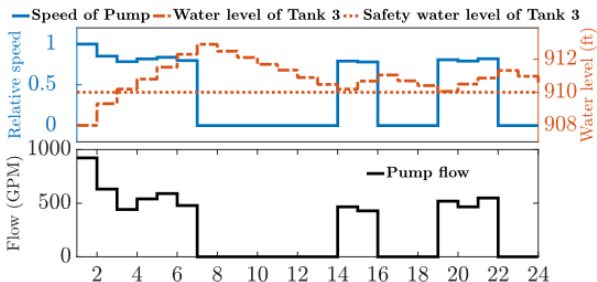 Speed of Pump Water level of Tank 3 Safety water level of Tank 3
Relative speed
1
0.5
0
912
910
908
Water level (ft)
Flow (GPM)
1000
500
0
Pump flow
2 4 6 8 10 12 14 16 18 20 22 24